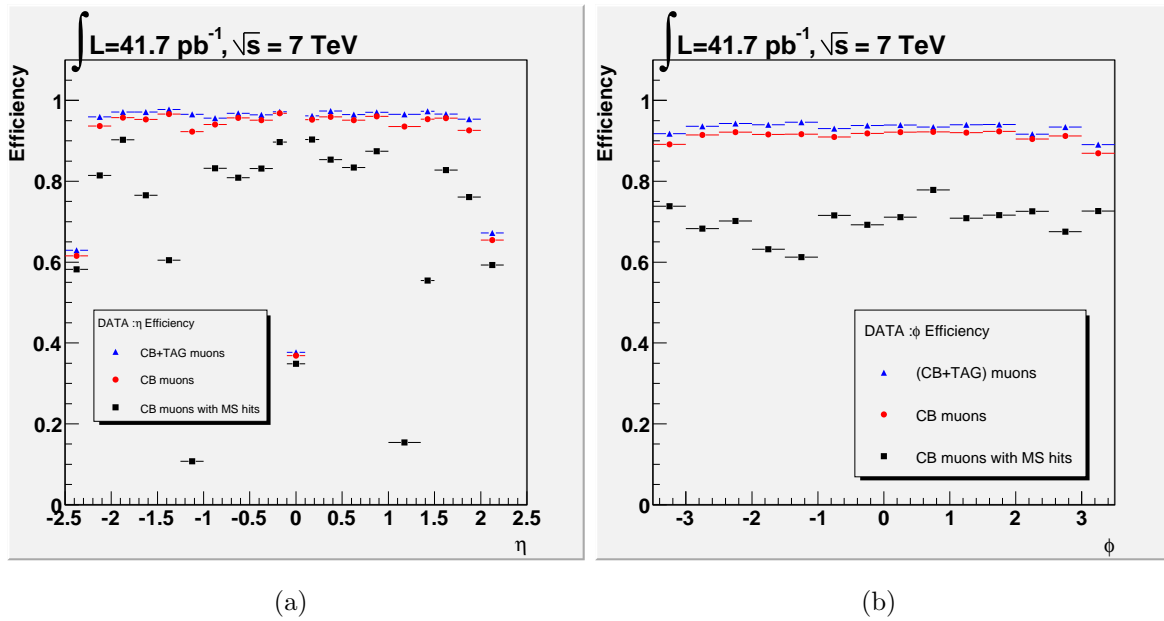 ∫L=41.7 pb⁻¹, √s = 7 TeV
Efficiency
1
0.8
0.6
0.4
0.2
0
DATA :η Efficiency
CB+TAG muons
CB muons
CB muons with MS hits
-2.5 -2 -1.5 -1 -0.5 0 0.5 1 1.5 2 2.5
η
(a)
∫L=41.7 pb⁻¹, √s = 7 TeV
Efficiency
1
0.8
0.6
0.4
0.2
0
DATA :ϕ Efficiency
(CB+TAG) muons
CB muons
CB muons with MS hits
-3 -2 -1 0 1 2 3
ϕ
(b)